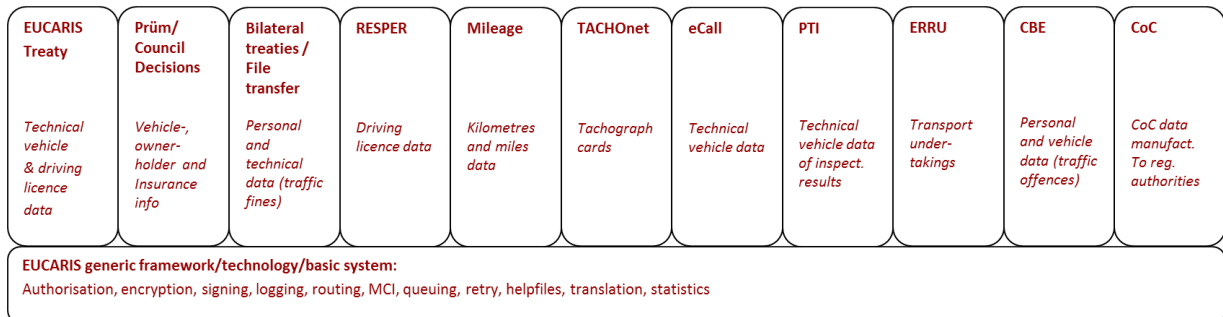 EUCARIS
Treaty
Technical
vehicle
& driving
licence
data
Prüm/
Council
Decisions
Vehicle-,
owner-
holder and
Insurance
info
Bilateral
treaties /
File
transfer
Personal
and
technical
data (traffic
fines)
RESPER
Driving
licence data
Mileage
Kilometres
and miles
data
TACHOnet
Tachograph
cards
eCall
Technical
vehicle data
PTI
Technical
vehicle data
of inspect.
results
ERRU
Transport
under-
takings
CBE
Personal
and vehicle
data (traffic
offences)
CoC
CoC data
manufact.
To reg.
authorities
EUCARIS generic framework/technology/basic system:
Authorisation, encryption, signing, logging, routing, MCI, queuing, retry, helpfiles, translation, statistics